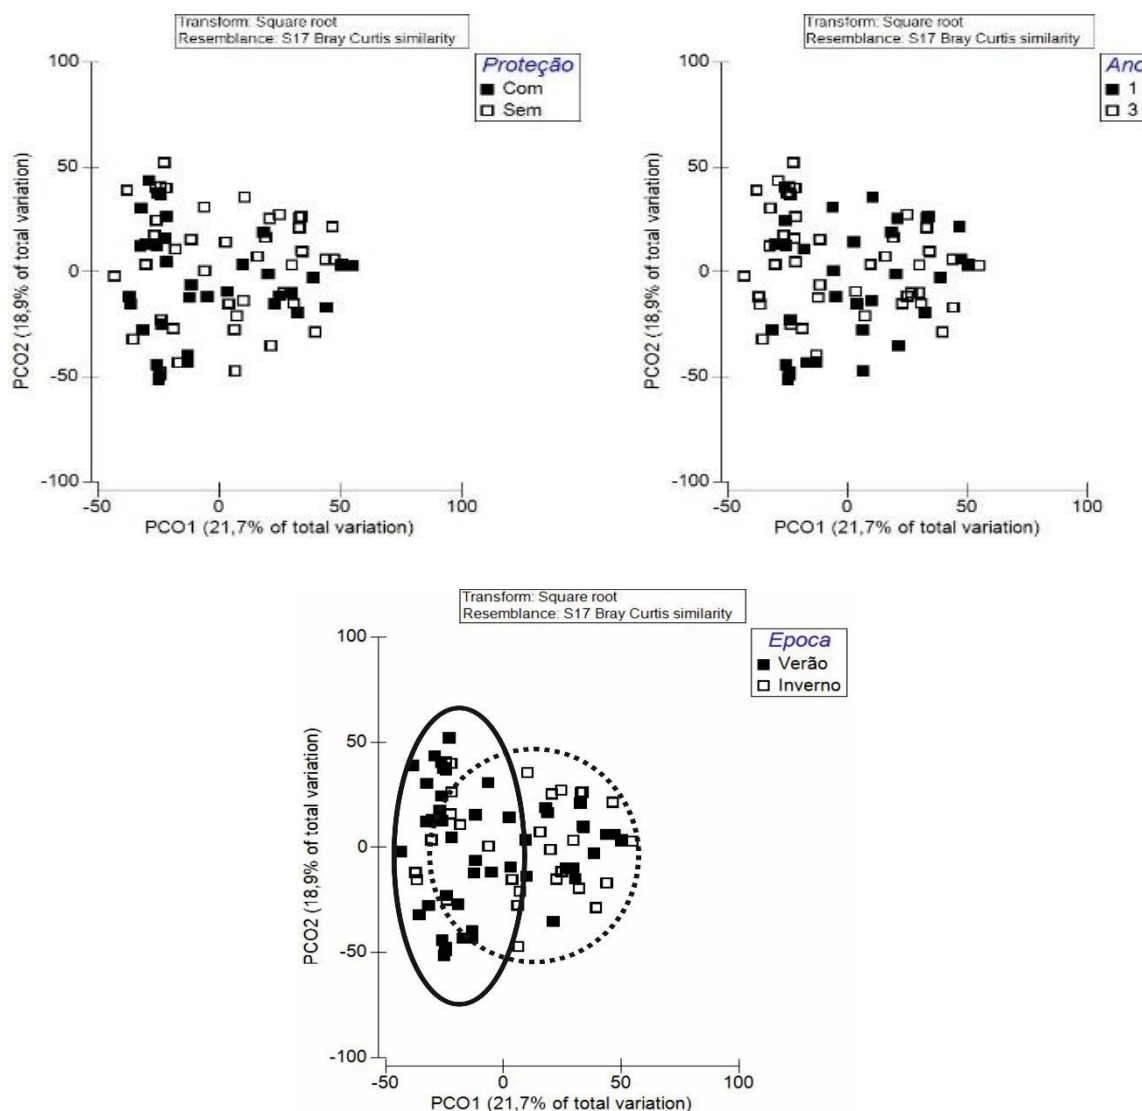 Transform: Square root
Resemblance: S17 Bray Curtis similarity
Proteção
Com
Sem
100
50
0
-50
-100
PCO2 (18,9% of total variation)
-50
0
50
100
PCO1 (21,7% of total variation)
Transform: Square root
Resemblance: S17 Bray Curtis similarity
Ano
1
3
100
50
0
-50
-100
PCO2 (18,9% of total variation)
-50
0
50
100
PCO1 (21,7% of total variation)
Transform: Square root
Resemblance: S17 Bray Curtis similarity
Epoca
Verão
Inverno
100
50
0
-50
-100
PCO2 (18,9% of total variation)
-50
0
50
100
PCO1 (21,7% of total variation)